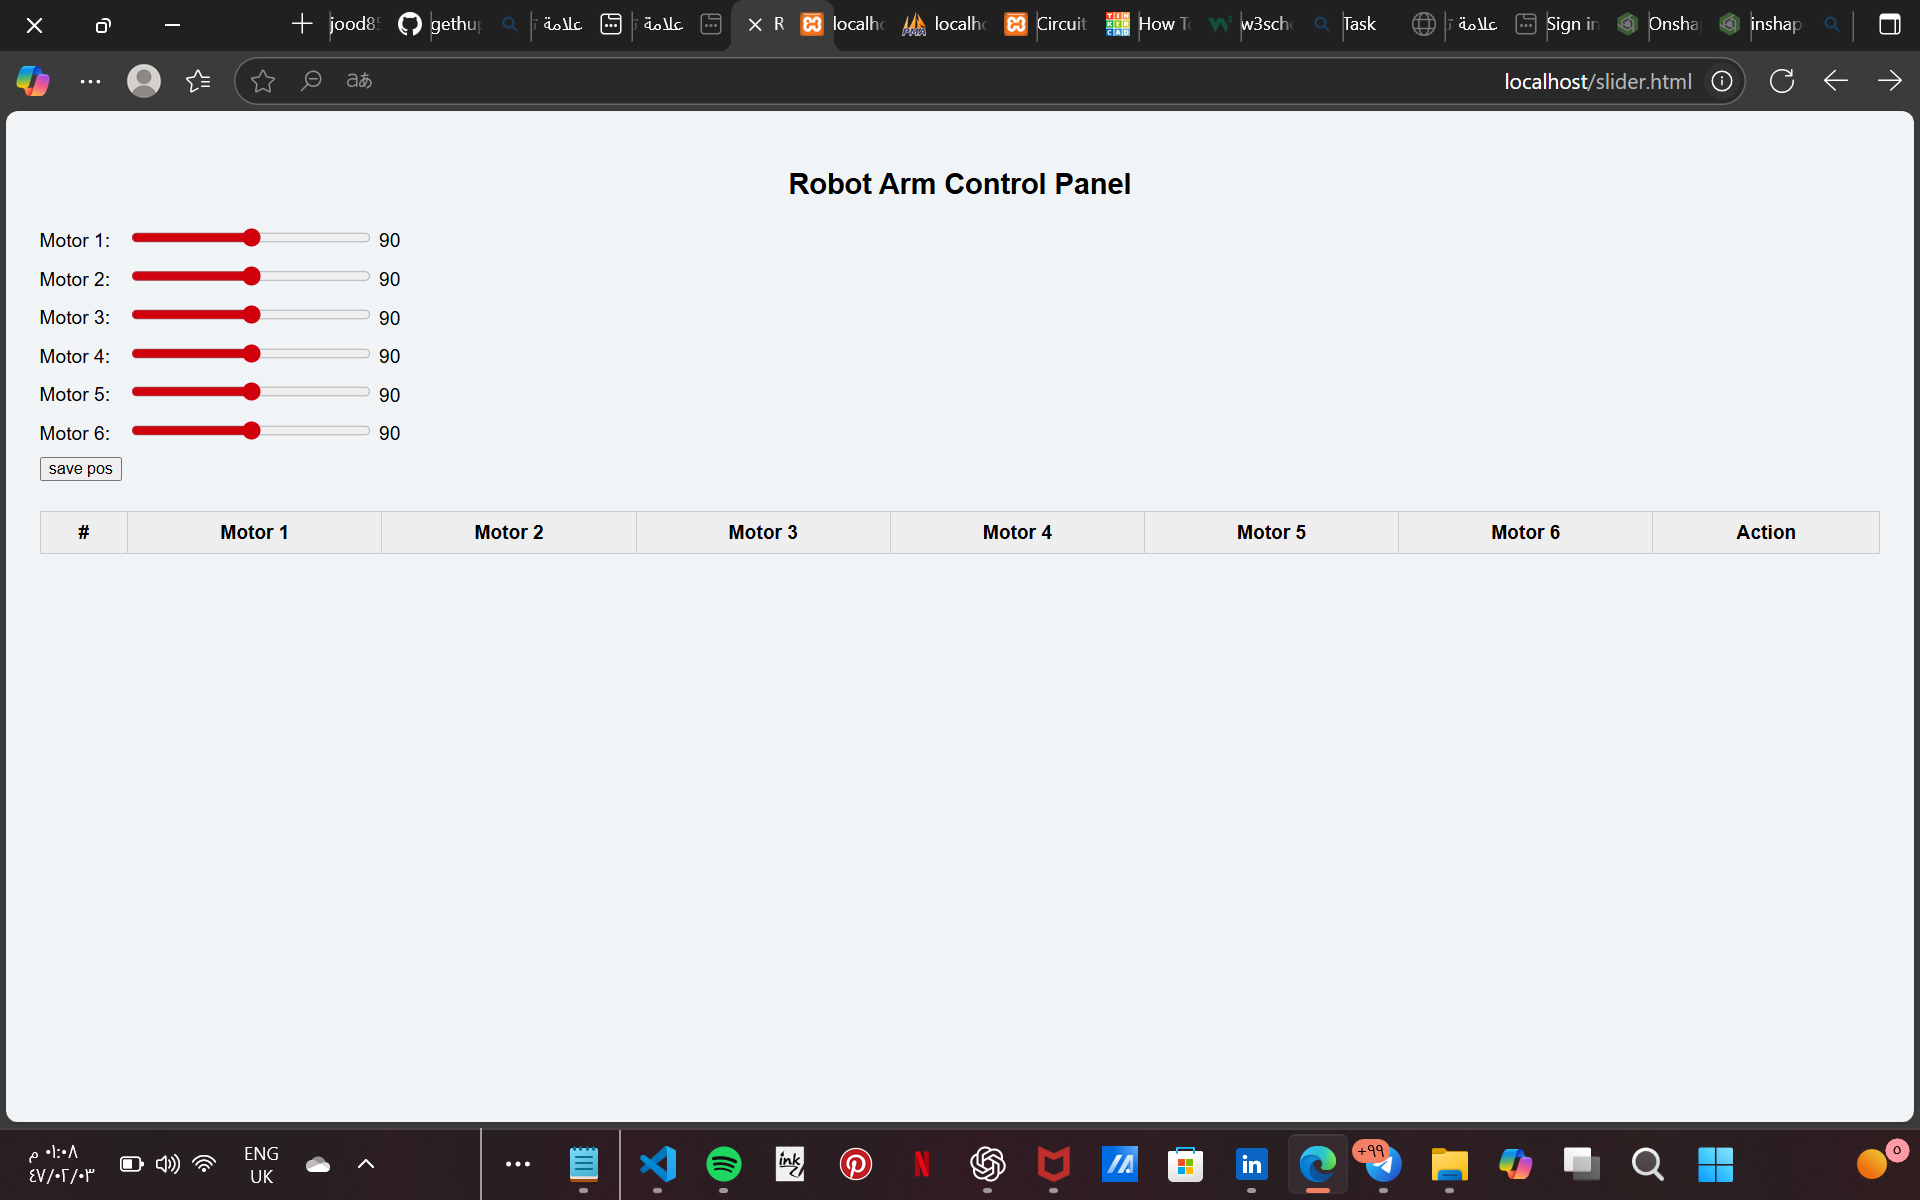 jood8
gethu
علامة
علامة
R
localh
localh
Circuit
How T
w3sch
Task
علامة
Sign in
Onsha
inshap
localhost/slider.html
Robot Arm Control Panel
Motor 1: 90
Motor 2: 90
Motor 3: 90
Motor 4: 90
Motor 5: 90
Motor 6: 90
save pos
# Motor 1 Motor 2 Motor 3 Motor 4 Motor 5 Motor 6 Action
٠١:٠٨ م
٤٧/٠٢/٠٣
ENG
UK
ink
+٩٩
٥